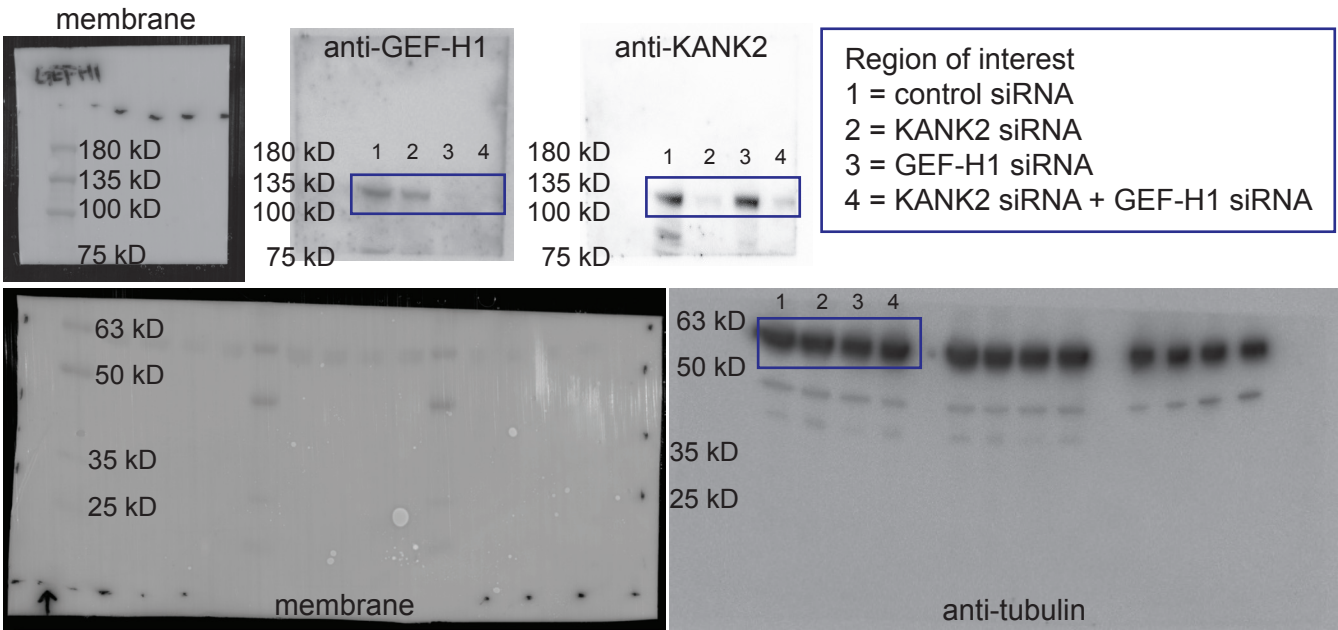 membrane
GEFH1
180 kD
135 kD
100 kD
75 kD
anti-GEF-H1
180 kD
135 kD
100 kD
75 kD
1 2 3 4
anti-KANK2
180 kD
135 kD
100 kD
75 kD
1 2 3 4
Region of interest
1 = control siRNA
2 = KANK2 siRNA
3 = GEF-H1 siRNA
4 = KANK2 siRNA + GEF-H1 siRNA
63 kD
50 kD
35 kD
25 kD
membrane
1 2 3 4
63 kD
50 kD
35 kD
25 kD
anti-tubulin